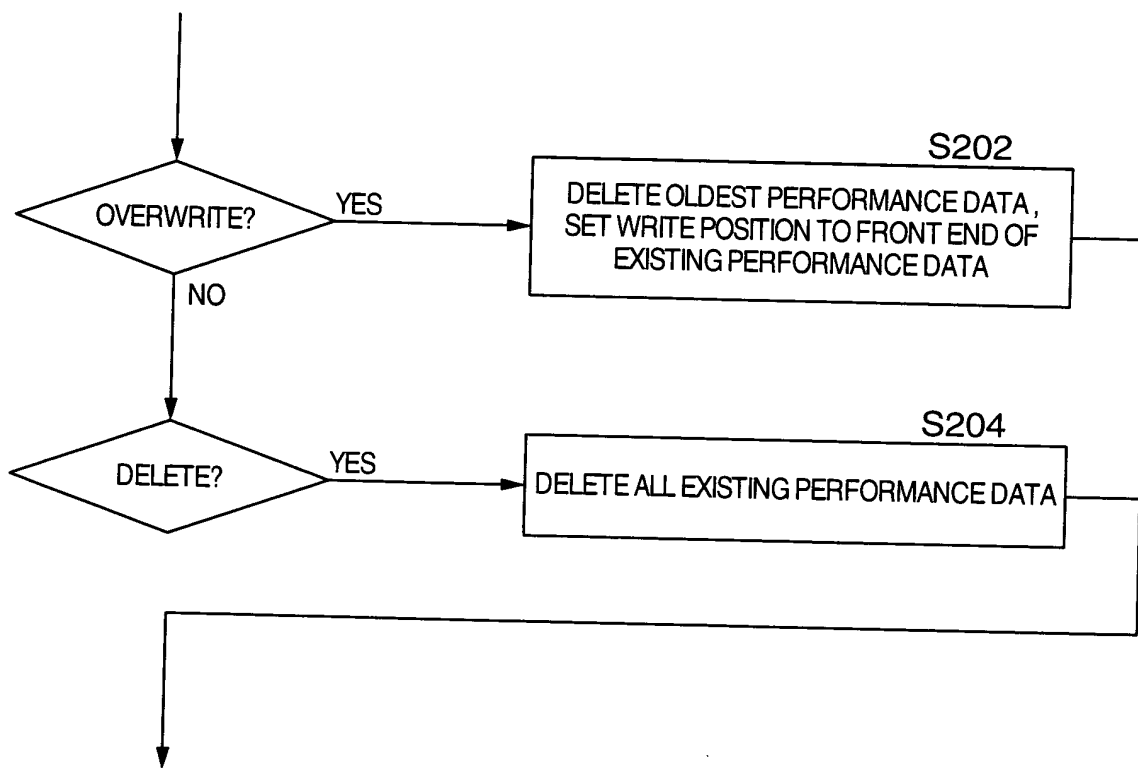 S202
OVERWRITE?
YES
DELETE OLDEST PERFORMANCE DATA,
SET WRITE POSITION TO FRONT END OF
EXISTING PERFORMANCE DATA
NO
S204
DELETE?
YES
DELETE ALL EXISTING PERFORMANCE DATA